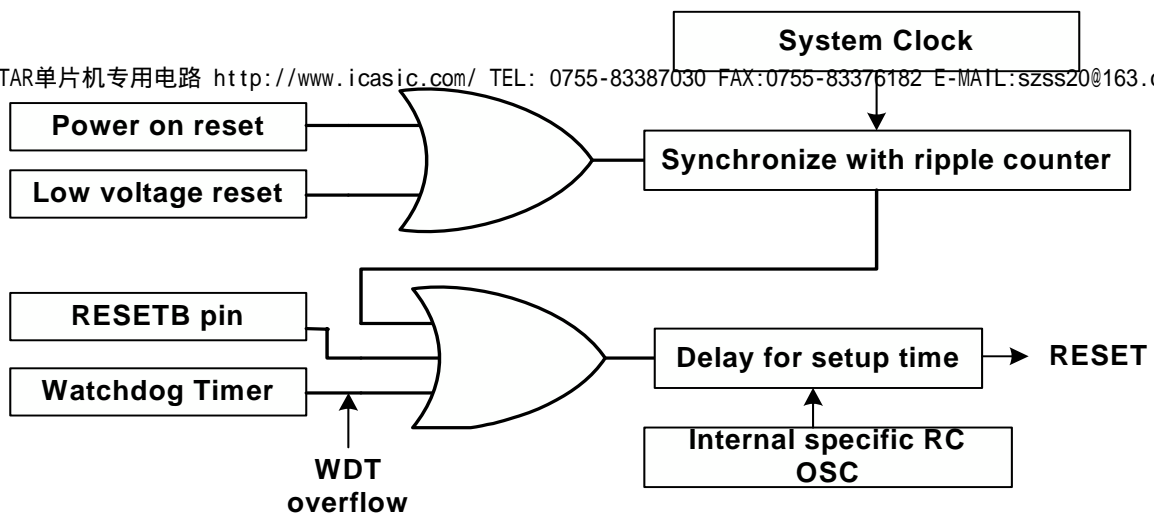 System Clock
TAR单片机专用电路 http://www.icasic.com/ TEL: 0755-83387030 FAX:0755-83376182 E-MAIL:szss20@163.c
Power on reset
Synchronize with ripple counter
Low voltage reset
RESETB pin
Delay for setup time
RESET
Watchdog Timer
Internal specific RC
OSC
WDT
overflow